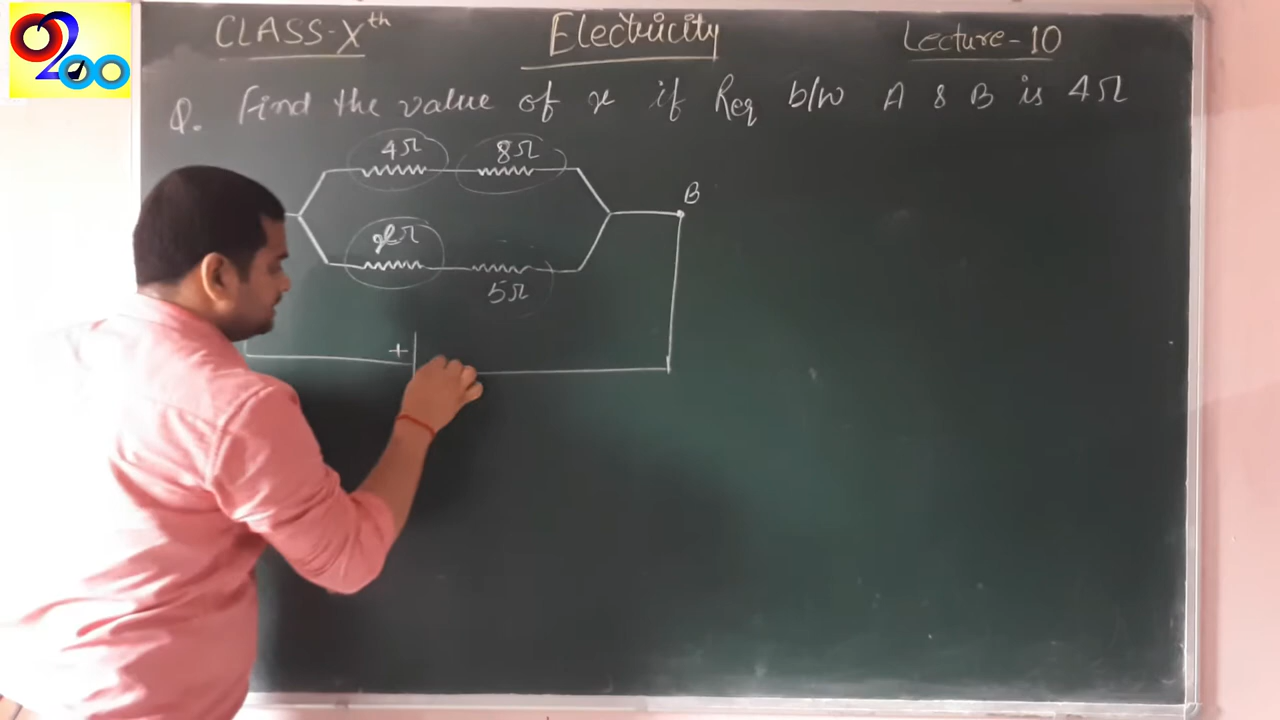 CLASS-Xth Electricity Lecture-10
Q. Find the value of x if Req b/w A & B is 4Ω
4Ω 8Ω
B
xΩ
5Ω
+